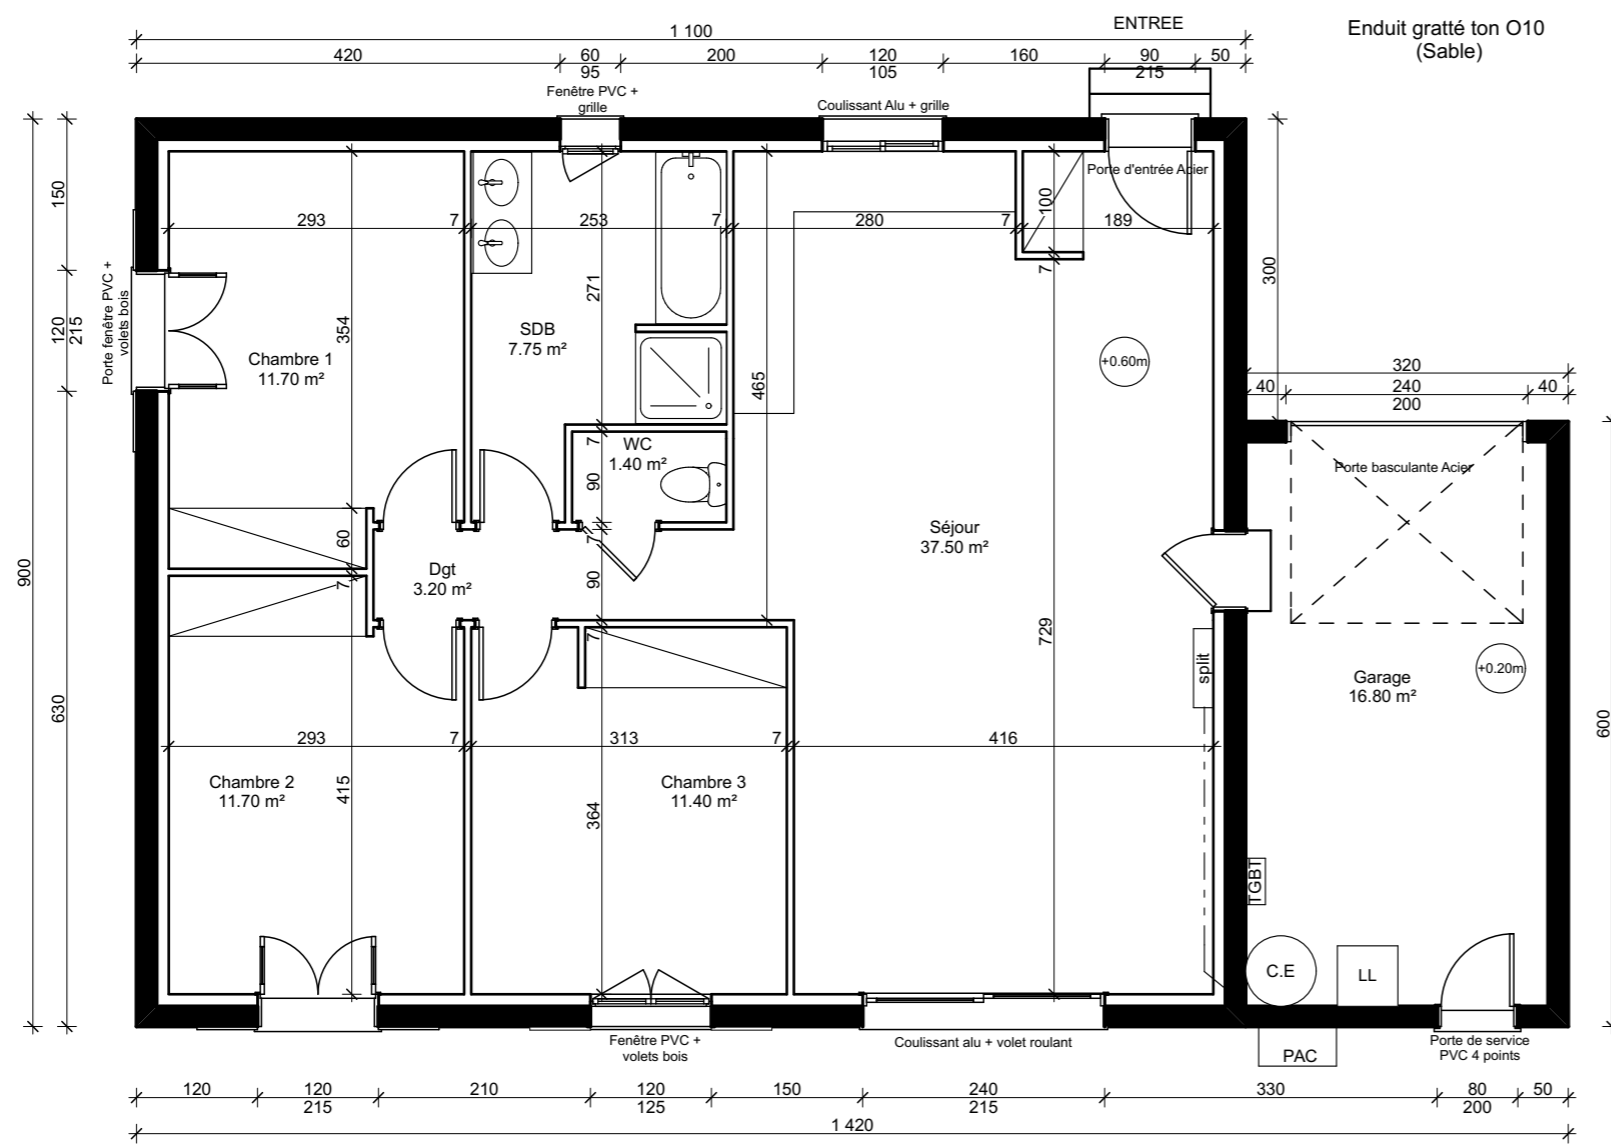 ENTREE
Enduit gratté ton O10
(Sable)
1 100
420
60
95
200
120
105
160
90
215
50
Fenêtre PVC +
grille
Coulissant Alu + grille
Porte d'entrée Acier
900
150
120
215
630
Porte fenêtre PVC +
volets bois
293
7
253
7
280
7
189
100
7
300
354
271
465
Chambre 1
11.70 m²
SDB
7.75 m²
+0.60m
320
40
240
200
40
7
WC
1.40 m²
90
Porte basculante Acier
60
7
7
90
7
Dgt
3.20 m²
Séjour
37.50 m²
729
split
+0.20m
Garage
16.80 m²
600
293
7
313
7
416
Chambre 2
11.70 m²
415
364
Chambre 3
11.40 m²
TGBT
C.E
LL
PAC
Fenêtre PVC +
volets bois
Coulissant alu + volet roulant
Porte de service
PVC 4 points
120
120
215
210
120
125
150
240
215
330
80
200
50
1 420